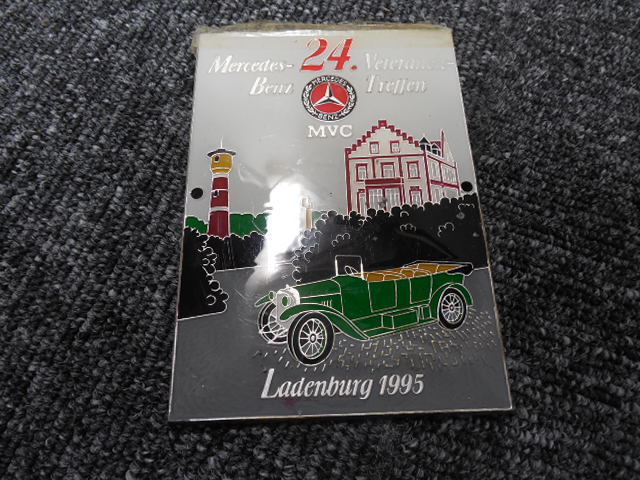 Mercedes- 24. Veteranen-
Benz Treffen
MERCEDES
BENZ
MVC
Ladenburg 1995